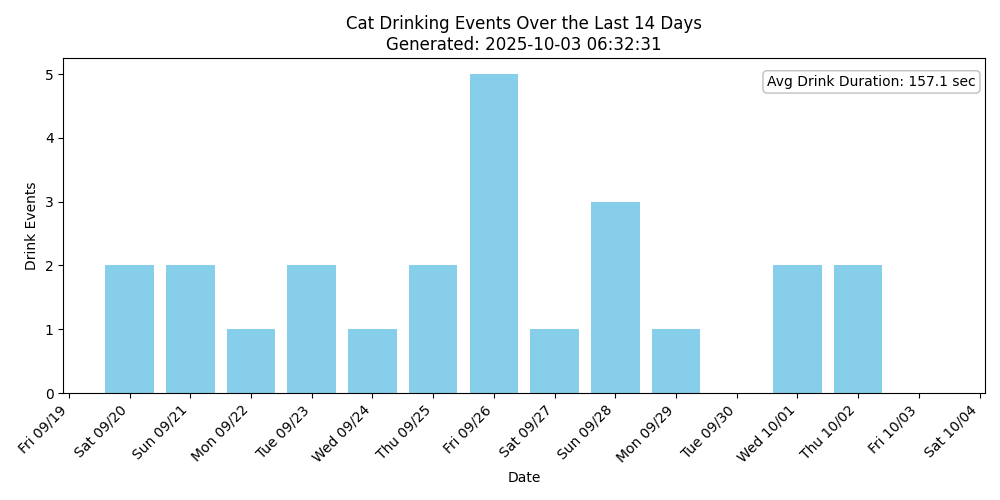 Cat Drinking Events Over the Last 14 Days
Generated: 2025-10-03 06:32:31
Avg Drink Duration: 157.1 sec
Drink Events
5
4
3
2
1
0
Fri 09/19
Sat 09/20
Sun 09/21
Mon 09/22
Tue 09/23
Wed 09/24
Thu 09/25
Fri 09/26
Sat 09/27
Sun 09/28
Mon 09/29
Tue 09/30
Wed 10/01
Thu 10/02
Fri 10/03
Sat 10/04
Date